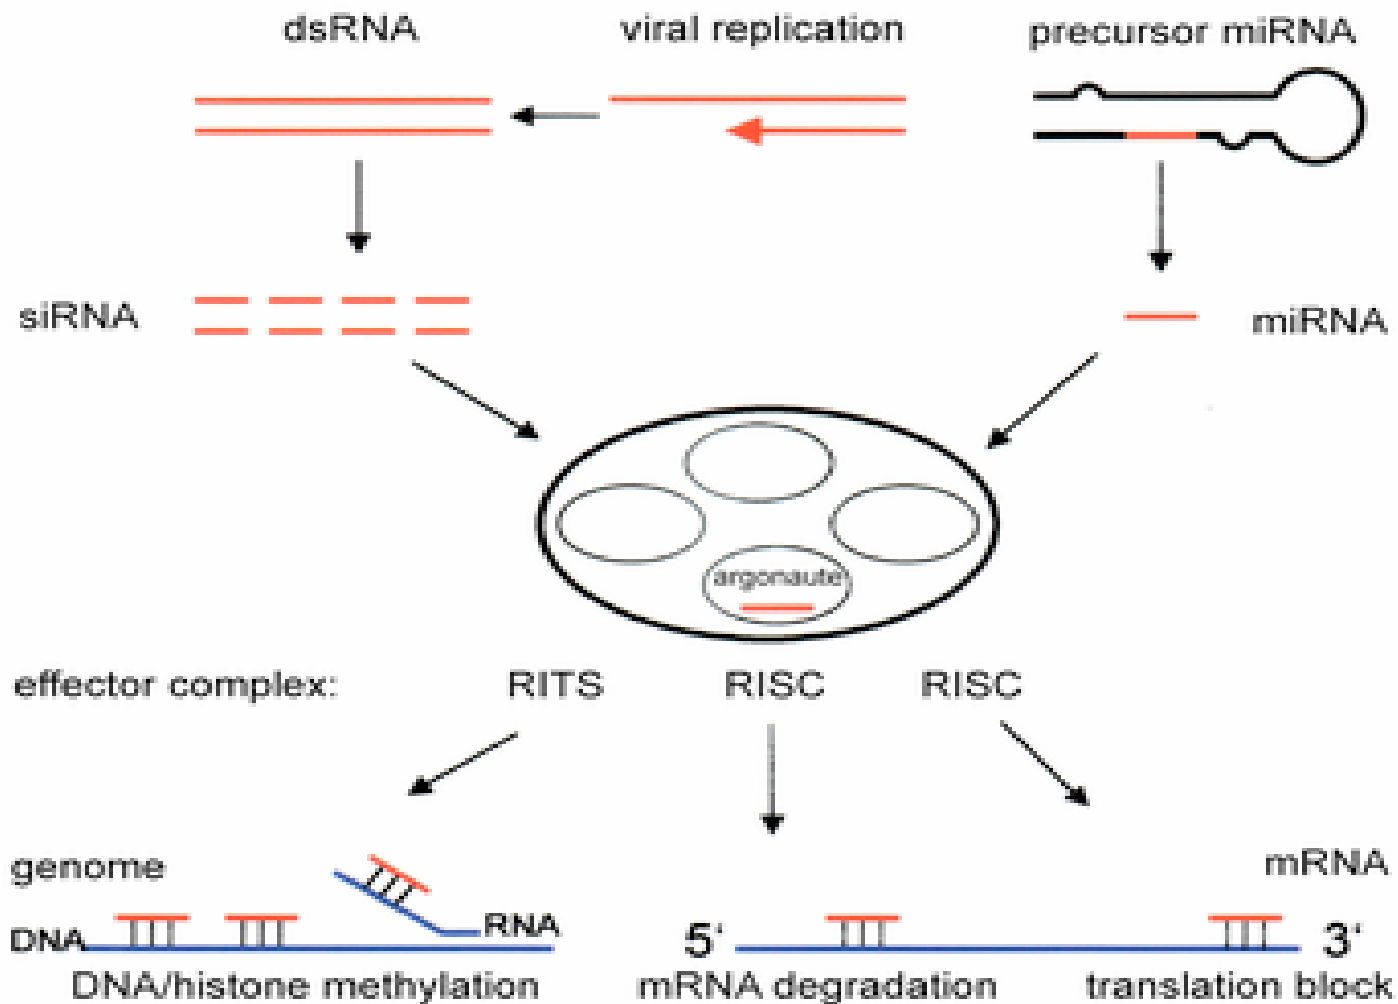 dsRNA viral replication precursor miRNA
siRNA miRNA
argonaute
effector complex: RITS RISC RISC
genome mRNA
DNA RNA 5' 3'
DNA/histone methylation mRNA degradation translation block